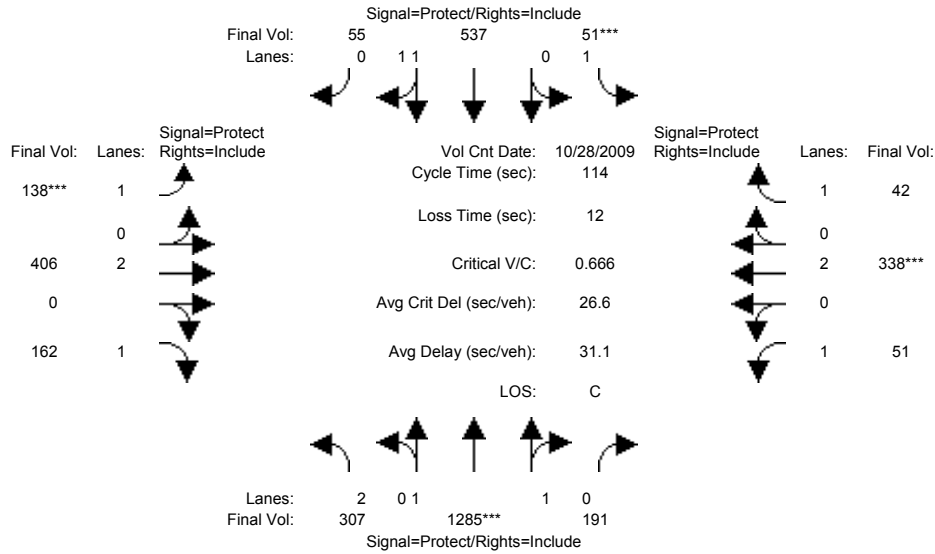 Signal=Protect/Rights=Include
Final Vol: 55 537 51***
Lanes: 0 1 1 0 1
Signal=Protect Signal=Protect
Final Vol: Lanes: Rights=Include Vol Cnt Date: 10/28/2009 Rights=Include Lanes: Final Vol:
Cycle Time (sec): 114
138*** 1 1 42
Loss Time (sec): 12
0 0
406 2 Critical V/C: 0.666 2 338***
0 0 Avg Crit Del (sec/veh): 26.6 0
162 1 Avg Delay (sec/veh): 31.1 1 51
LOS: C
Lanes: 2 0 1 1 0
Final Vol: 307 1285*** 191
Signal=Protect/Rights=Include